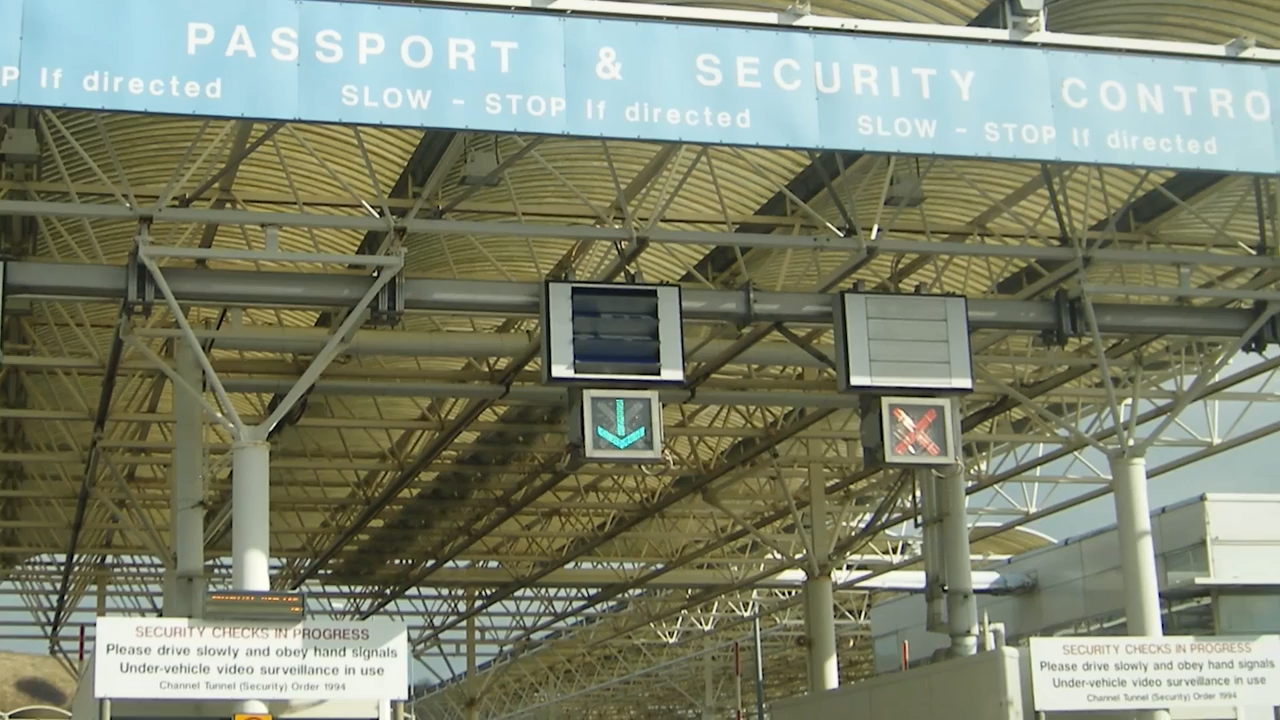 PASSPORT & SECURITY CONTRO
P If directed SLOW - STOP If directed SLOW - STOP If directed
SECURITY CHECKS IN PROGRESS
Please drive slowly and obey hand signals
Under-vehicle video surveillance in use
Channel Tunnel (Security) Order 1994
SECURITY CHECKS IN PROGRESS
Please drive slowly and obey hand signals
Under-vehicle video surveillance in use
Channel Tunnel (Security) Order 1994